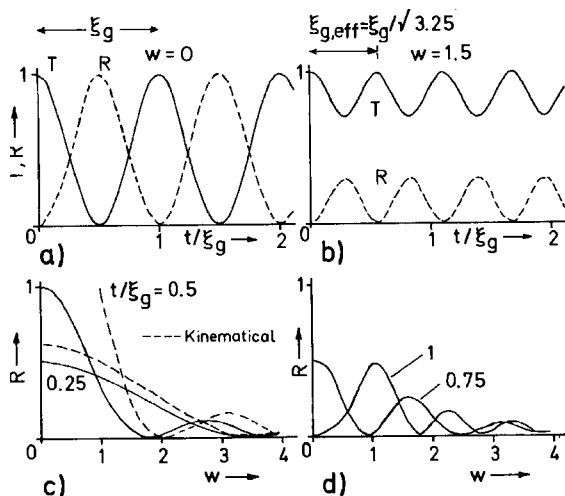 ξg
w=0
T
R
1
T, R →
0
1
2
t/ξg →
a)
ξg,eff=ξg/√3.25
w=1.5
1
T
R
0
1
2
t/ξg →
b)
1
t/ξg=0.5
Kinematical
0.25
R →
0
1
2
3
4
w →
c)
1
1
0.75
R →
0
1
2
3
4
w →
d)